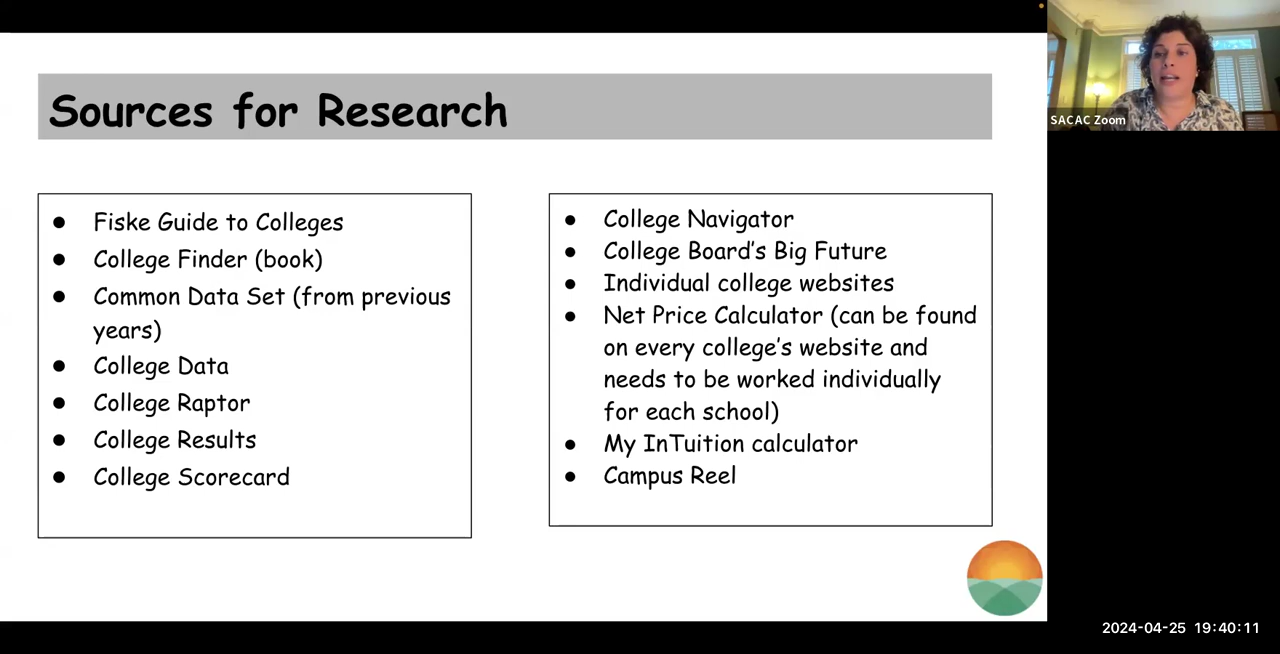 Sources for Research
Fiske Guide to Colleges
College Finder (book)
Common Data Set (from previous
years)
College Data
College Raptor
College Results
College Scorecard
College Navigator
College Board's Big Future
Individual college websites
Net Price Calculator (can be found
on every college's website and
needs to be worked individually
for each school)
My InTuition calculator
Campus Reel
SACAC Zoom
2024-04-25 19:40:11